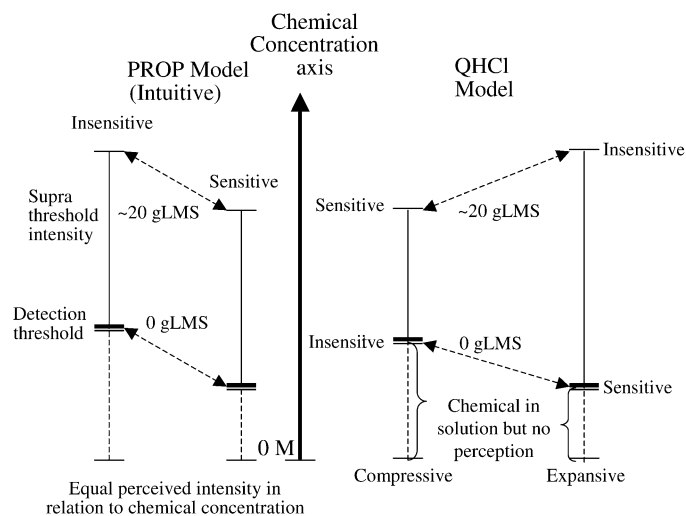 Chemical
Concentration
axis
PROP Model
(Intuitive)
QHCl
Model
Insensitive
Sensitive
Supra
threshold
intensity
~20 gLMS
Detection
threshold
0 gLMS
0 M
Equal perceived intensity in
relation to chemical concentration
Insensitive
Sensitive
~20 gLMS
Insensitve
0 gLMS
Sensitive
Chemical in
solution but no
perception
Compressive
Expansive